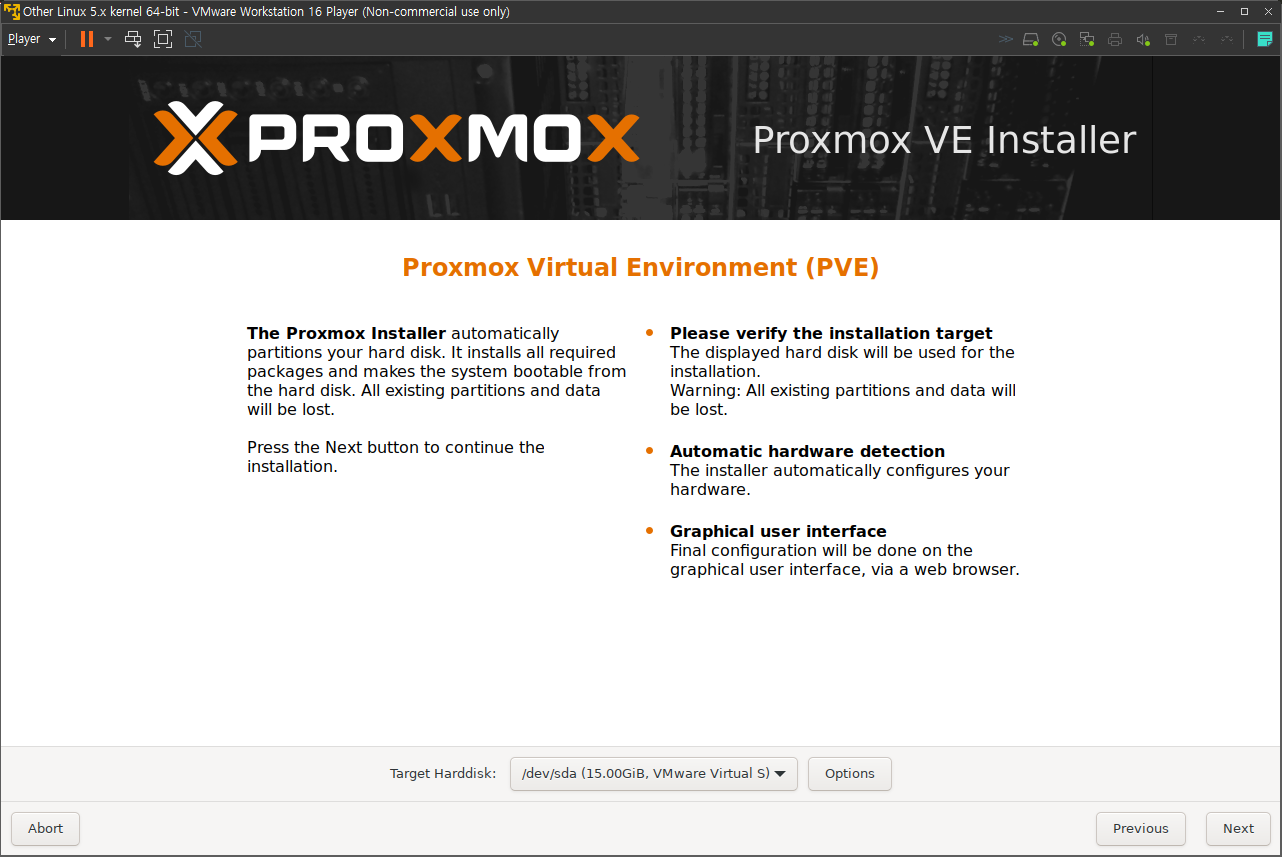 Other Linux 5.x kernel 64-bit - VMware Workstation 16 Player (Non-commercial use only)
Player
PROXMOX
Proxmox VE Installer
Proxmox Virtual Environment (PVE)
The Proxmox Installer automatically
partitions your hard disk. It installs all required
packages and makes the system bootable from
the hard disk. All existing partitions and data
will be lost.
Press the Next button to continue the
installation.
Please verify the installation target
The displayed hard disk will be used for the
installation.
Warning: All existing partitions and data will
be lost.
Automatic hardware detection
The installer automatically configures your
hardware.
Graphical user interface
Final configuration will be done on the
graphical user interface, via a web browser.
Target Harddisk: /dev/sda (15.00GiB, VMware Virtual S) Options
Abort Previous Next